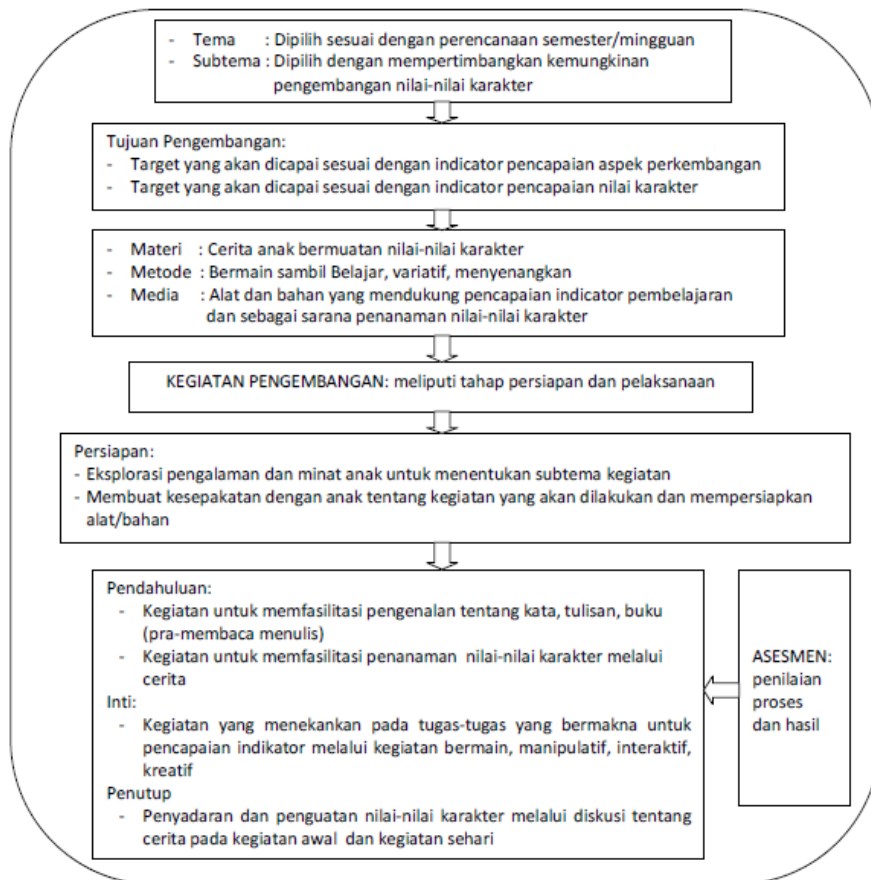 - Tema : Dipilih sesuai dengan perencanaan semester/mingguan
- Subtema : Dipilih dengan mempertimbangkan kemungkinan
pengembangan nilai-nilai karakter
Tujuan Pengembangan:
- Target yang akan dicapai sesuai dengan indicator pencapaian aspek perkembangan
- Target yang akan dicapai sesuai dengan indicator pencapaian nilai karakter
- Materi : Cerita anak bermuatan nilai-nilai karakter
- Metode : Bermain sambil Belajar, variatif, menyenangkan
- Media : Alat dan bahan yang mendukung pencapaian indicator pembelajaran
dan sebagai sarana penanaman nilai-nilai karakter
KEGIATAN PENGEMBANGAN: meliputi tahap persiapan dan pelaksanaan
Persiapan:
- Eksplorasi pengalaman dan minat anak untuk menentukan subtema kegiatan
- Membuat kesepakatan dengan anak tentang kegiatan yang akan dilakukan dan mempersiapkan
alat/bahan
Pendahuluan:
- Kegiatan untuk memfasilitasi pengenalan tentang kata, tulisan, buku
(pra-membaca menulis)
- Kegiatan untuk memfasilitasi penanaman nilai-nilai karakter melalui
cerita
Inti:
- Kegiatan yang menekankan pada tugas-tugas yang bermakna untuk
pencapaian indikator melalui kegiatan bermain, manipulatif, interaktif,
kreatif
Penutup
- Penyadaran dan penguatan nilai-nilai karakter melalui diskusi tentang
cerita pada kegiatan awal dan kegiatan sehari
ASESMEN:
penilaian
proses
dan hasil